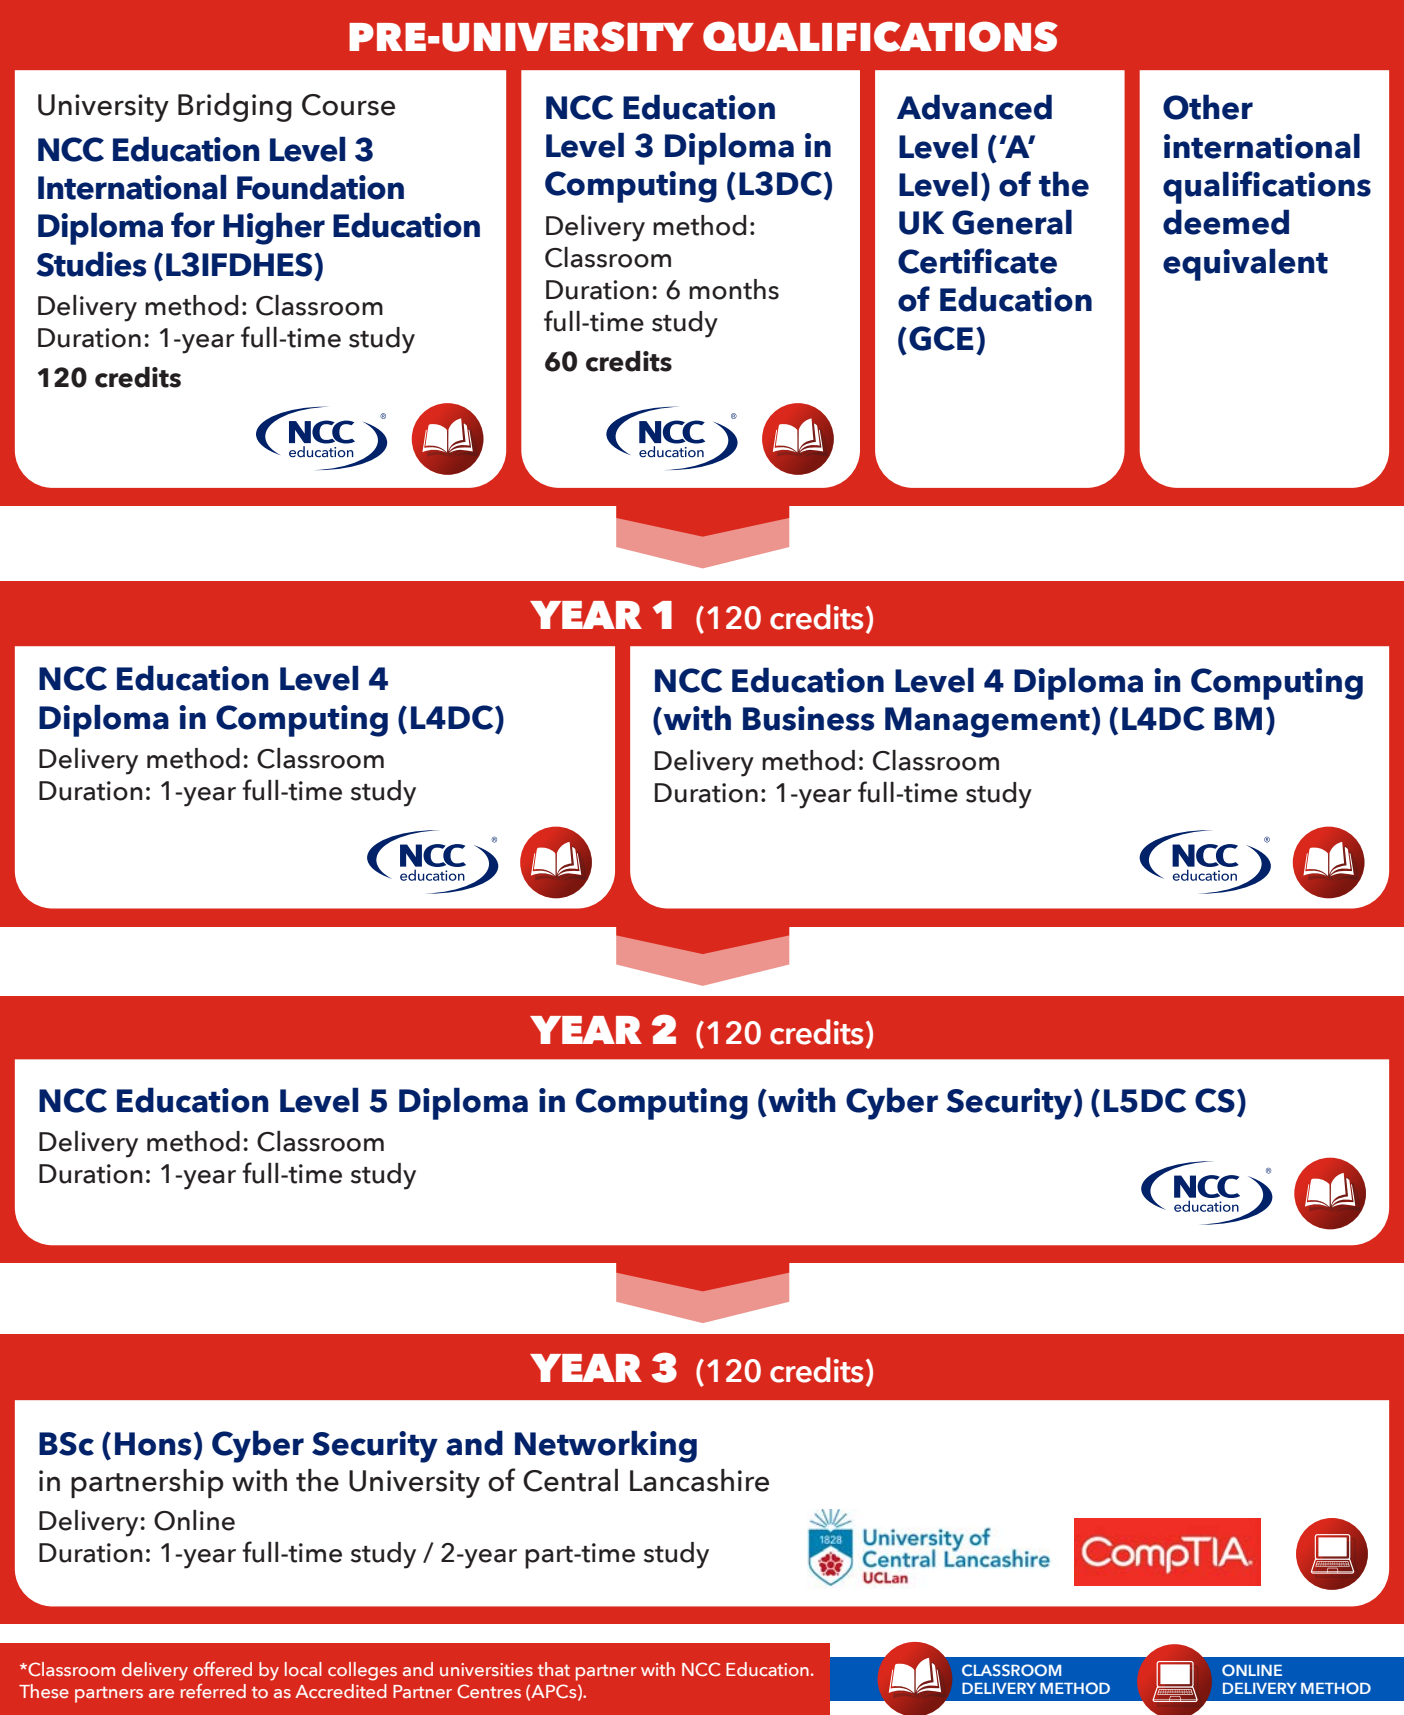 PRE-UNIVERSITY QUALIFICATIONS
University Bridging Course
NCC Education Level 3
International Foundation
Diploma for Higher Education
Studies (L3IFDHES)
Delivery method: Classroom
Duration: 1-year full-time study
120 credits
NCC ®
education
NCC Education
Level 3 Diploma in
Computing (L3DC)
Delivery method:
Classroom
Duration: 6 months
full-time study
60 credits
NCC ®
education
Advanced
Level (‘A’
Level) of the
UK General
Certificate
of Education
(GCE)
Other
international
qualifications
deemed
equivalent
YEAR 1 (120 credits)
NCC Education Level 4
Diploma in Computing (L4DC)
Delivery method: Classroom
Duration: 1-year full-time study
NCC ®
education
NCC Education Level 4 Diploma in Computing
(with Business Management) (L4DC BM)
Delivery method: Classroom
Duration: 1-year full-time study
NCC ®
education
YEAR 2 (120 credits)
NCC Education Level 5 Diploma in Computing (with Cyber Security) (L5DC CS)
Delivery method: Classroom
Duration: 1-year full-time study
NCC ®
education
YEAR 3 (120 credits)
BSc (Hons) Cyber Security and Networking
in partnership with the University of Central Lancashire
Delivery: Online
Duration: 1-year full-time study / 2-year part-time study
1828
University of
Central Lancashire
UCLan
CompTIA.
*Classroom delivery offered by local colleges and universities that partner with NCC Education.
These partners are referred to as Accredited Partner Centres (APCs).
CLASSROOM
DELIVERY METHOD
ONLINE
DELIVERY METHOD